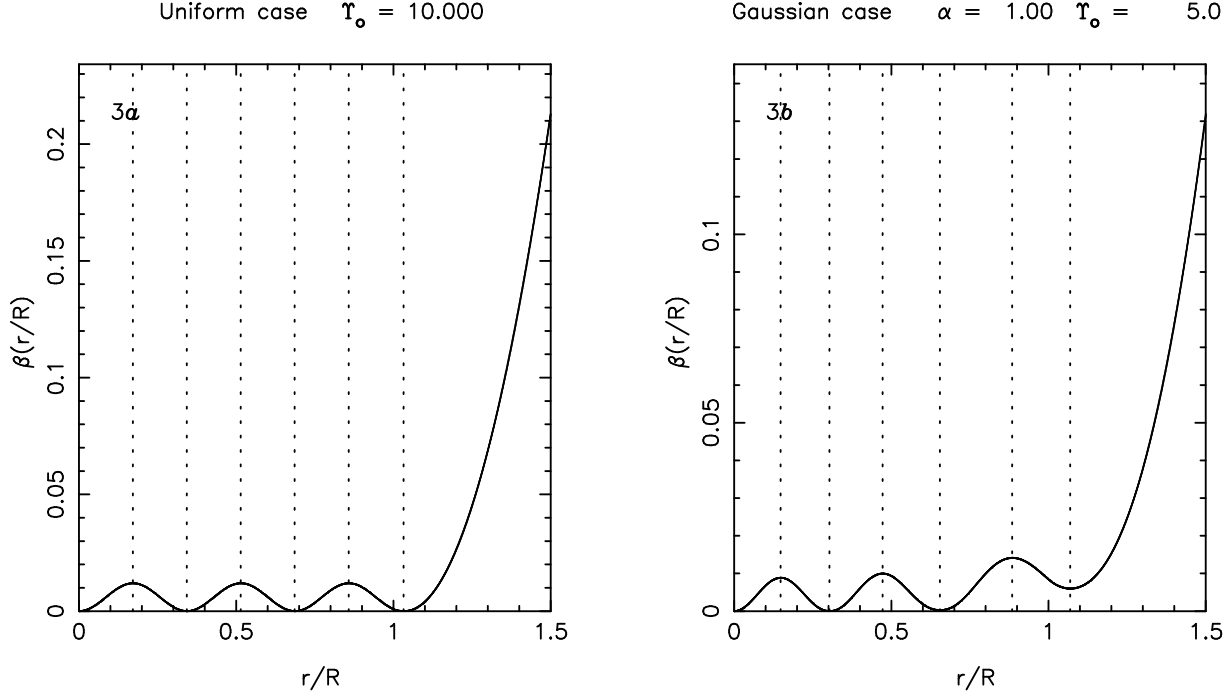 Uniform case ϒo = 10.000
3a
β(r/R)
0.2
0.15
0.1
0.05
0
0 0.5 1 1.5
r/R
Gaussian case α = 1.00 ϒo = 5.0
3b
β(r/R)
0.1
0.05
0
0 0.5 1 1.5
r/R